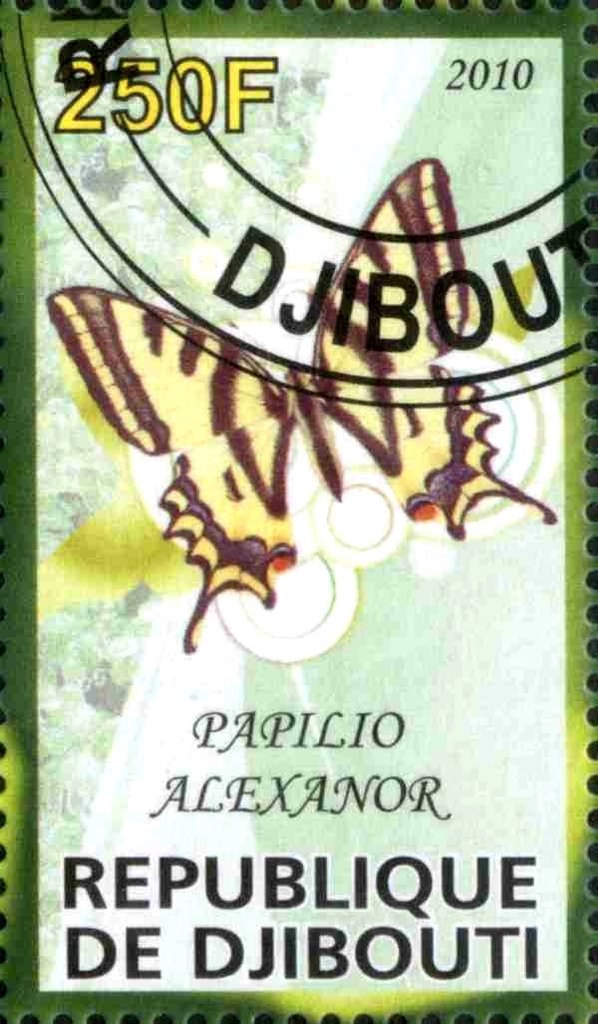 250F
2010
DJIBOUT
PAPILIO
ALEXANOR
REPUBLIQUE
DE DJIBOUTI